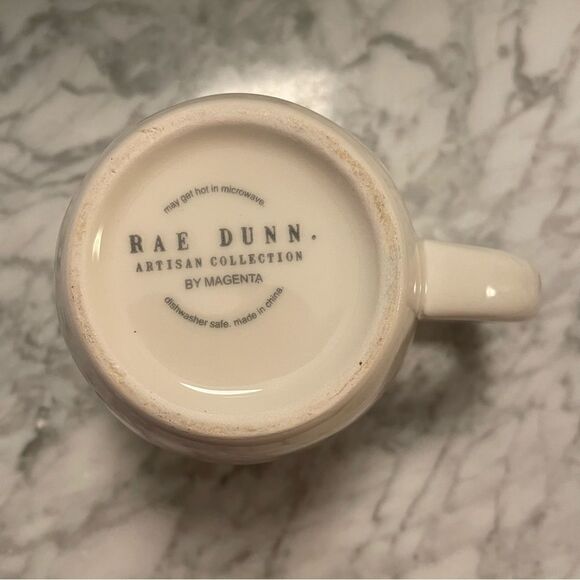 may get hot in microwave.
RAE DUNN.
ARTISAN COLLECTION
BY MAGENTA
dishwasher safe. made in china.